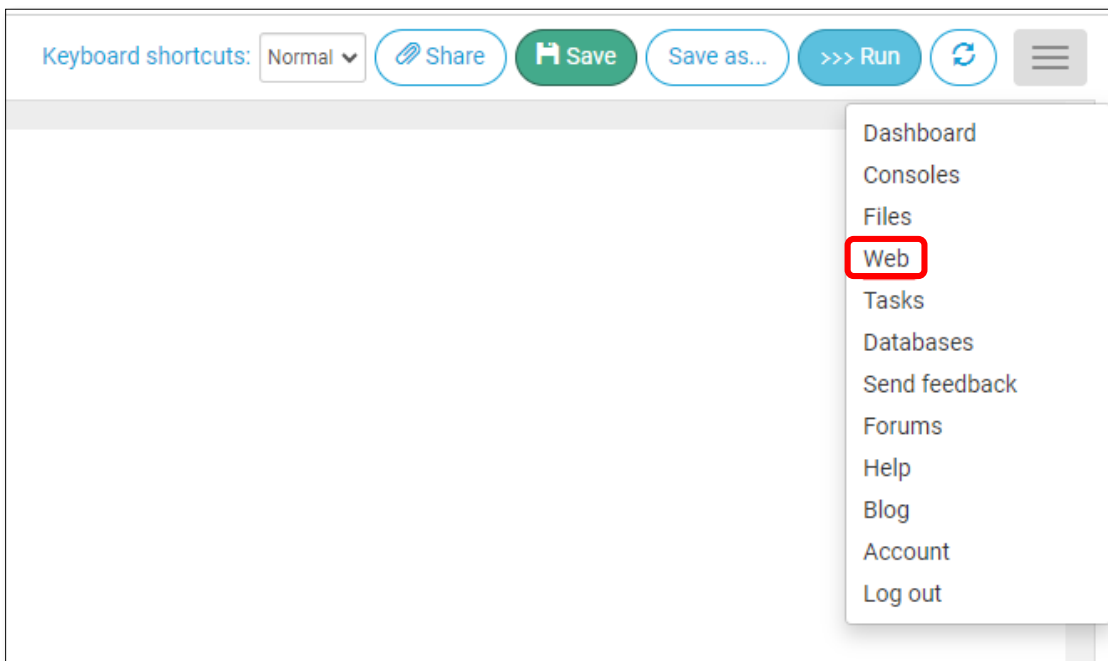 Keyboard shortcuts: Normal Share Save Save as... >>> Run
Dashboard
Consoles
Files
Web
Tasks
Databases
Send feedback
Forums
Help
Blog
Account
Log out